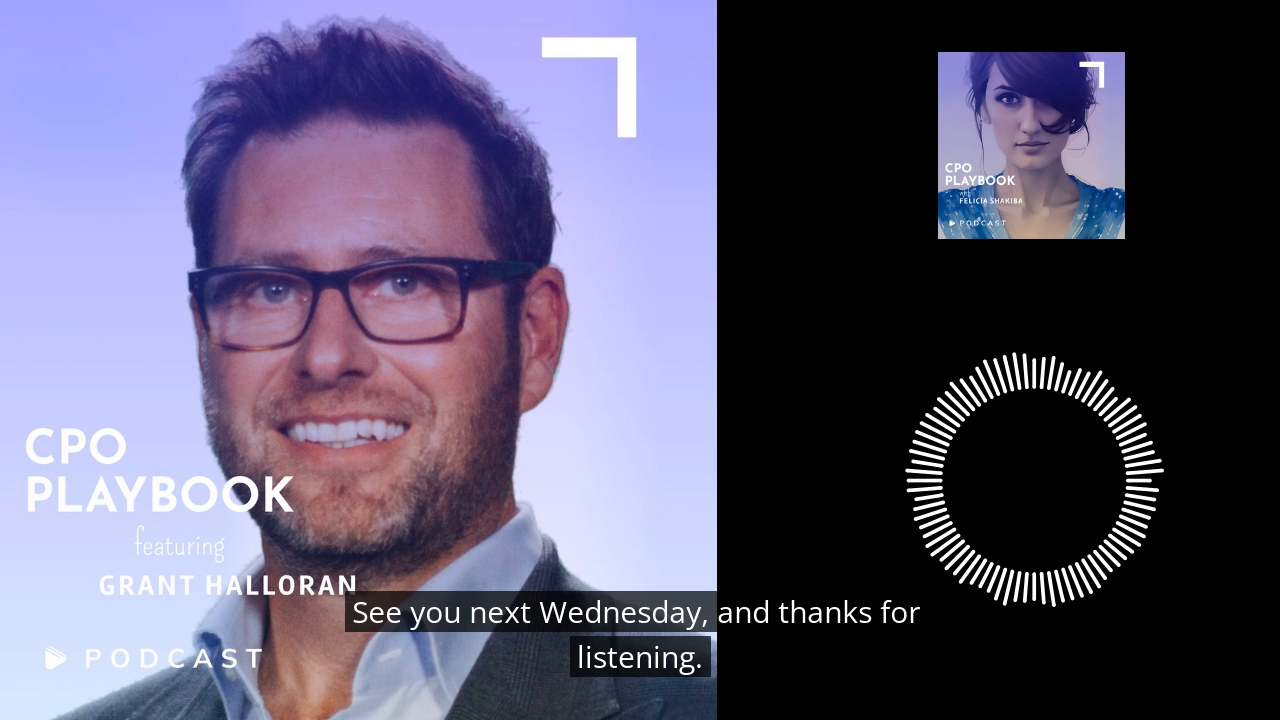 CPO
PLAYBOOK
featuring
GRANT HALLORAN
PODCAST
CPO
PLAYBOOK
with
FELICIA SHAKIBA
PODCAST
See you next Wednesday, and thanks for
listening.